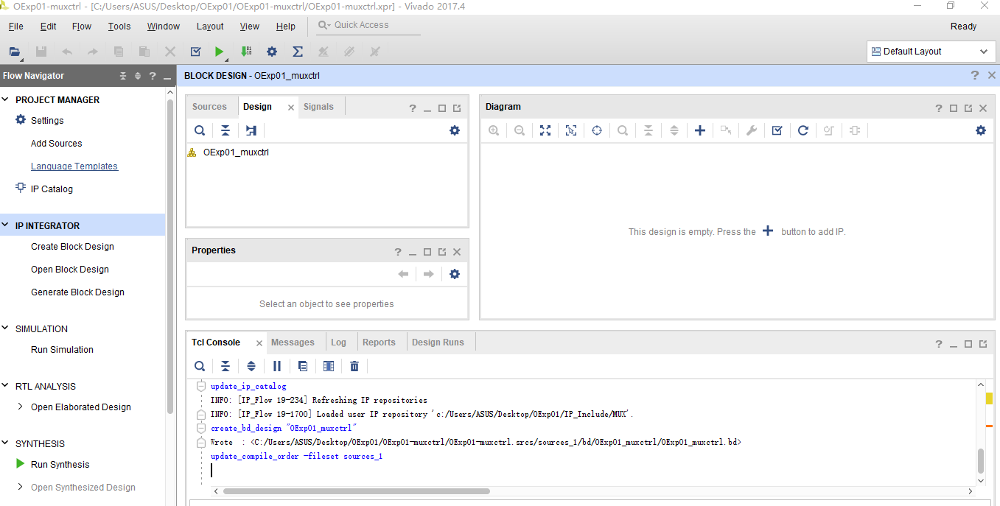 OExp01-muxctrl - [C:/Users/ASUS/Desktop/OExp01/OExp01-muxctrl/OExp01-muxctrl.xpr] - Vivado 2017.4
File Edit Flow Tools Window Layout View Help Quick Access Ready
Default Layout
Flow Navigator
BLOCK DESIGN - OExp01_muxctrl
PROJECT MANAGER
Settings
Add Sources
Language Templates
IP Catalog
IP INTEGRATOR
Create Block Design
Open Block Design
Generate Block Design
SIMULATION
Run Simulation
RTL ANALYSIS
Open Elaborated Design
SYNTHESIS
Run Synthesis
Open Synthesized Design
Sources Design Signals
OExp01_muxctrl
Properties
Select an object to see properties
Diagram
This design is empty. Press the + button to add IP.
Tcl Console Messages Log Reports Design Runs
update_ip_catalog
INFO: [IP_Flow 19-234] Refreshing IP repositories
INFO: [IP_Flow 19-1700] Loaded user IP repository 'c:/Users/ASUS/Desktop/OExp01/IP_Include/MUX'.
create_bd_design "OExp01_muxctrl"
Wrote : <C:/Users/ASUS/Desktop/OExp01/OExp01-muxctrl/OExp01-muxctrl.srcs/sources_1/bd/OExp01_muxctrl/OExp01_muxctrl.bd>
update_compile_order -fileset sources_1